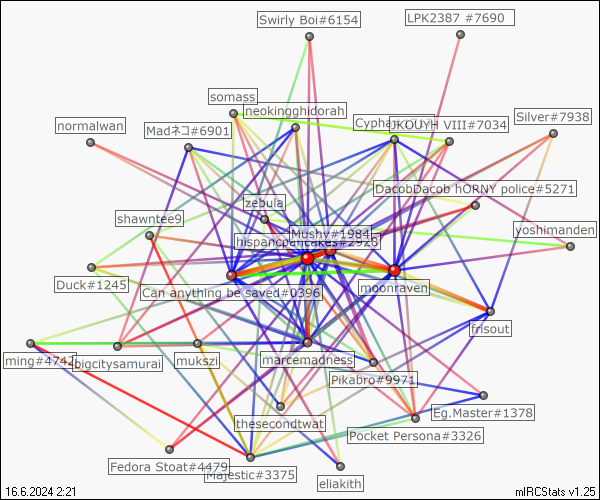 Swirly Boi#6154
LPK2387 #7690
somass
neokingghidorah
normalwan
Madネコ#6901
JKOUYH VIII#7034
Silver#7938
DacobDacob hORNY police#5271
zebula
shawntee9
Mushy#1984
yoshimanden
hispancpancakes#2928
Duck#1245
Can anything be saved#0396
moonraven
frisout
ming#4742
bigcitysamurai
mukszi
marcemadness
Pikabro#9971
Eg.Master#1378
thesecondtwat
Pocket Persona#3326
Fedora Stoat#4479
Majestic#3375
eliakith
16.6.2024 2:21
mIRCStats v1.25